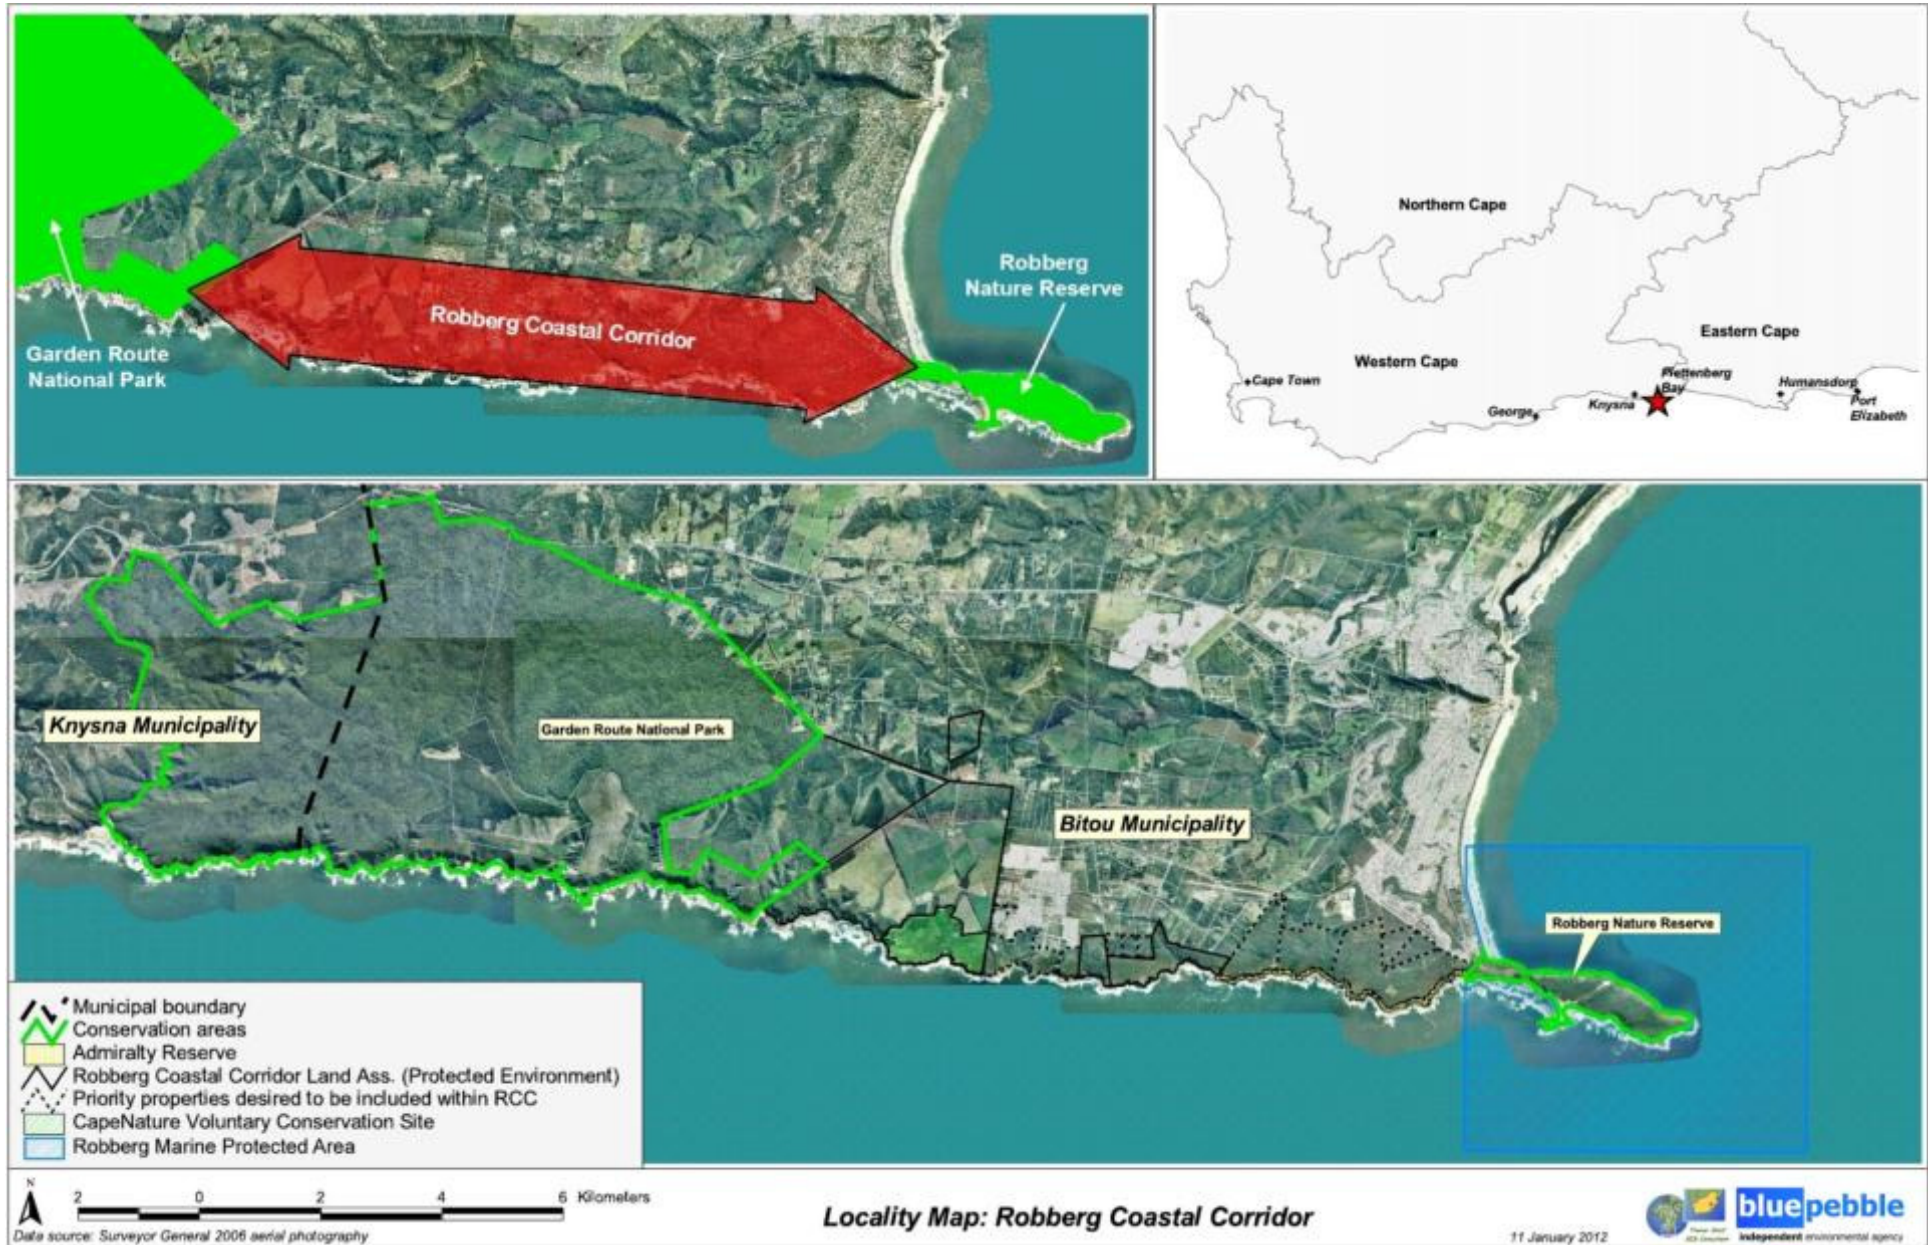 Garden Route
National Park
Robberg Coastal Corridor
Robberg
Nature Reserve
Northern Cape
Western Cape
Eastern Cape
Cape Town
George
Knysna
Plettenberg
Bay
Humansdorp
Port
Elizabeth
Knysna Municipality
Garden Route National Park
Bitou Municipality
Robberg Nature Reserve
Municipal boundary
Conservation areas
Admiralty Reserve
Robberg Coastal Corridor Land Ass. (Protected Environment)
Priority properties desired to be included within RCC
CapeNature Voluntary Conservation Site
Robberg Marine Protected Area
N
2 0 2 4 6 Kilometers
Data source: Surveyor General 2006 aerial photography
Locality Map: Robberg Coastal Corridor
11 January 2012
bluepebble
independent environmental agency